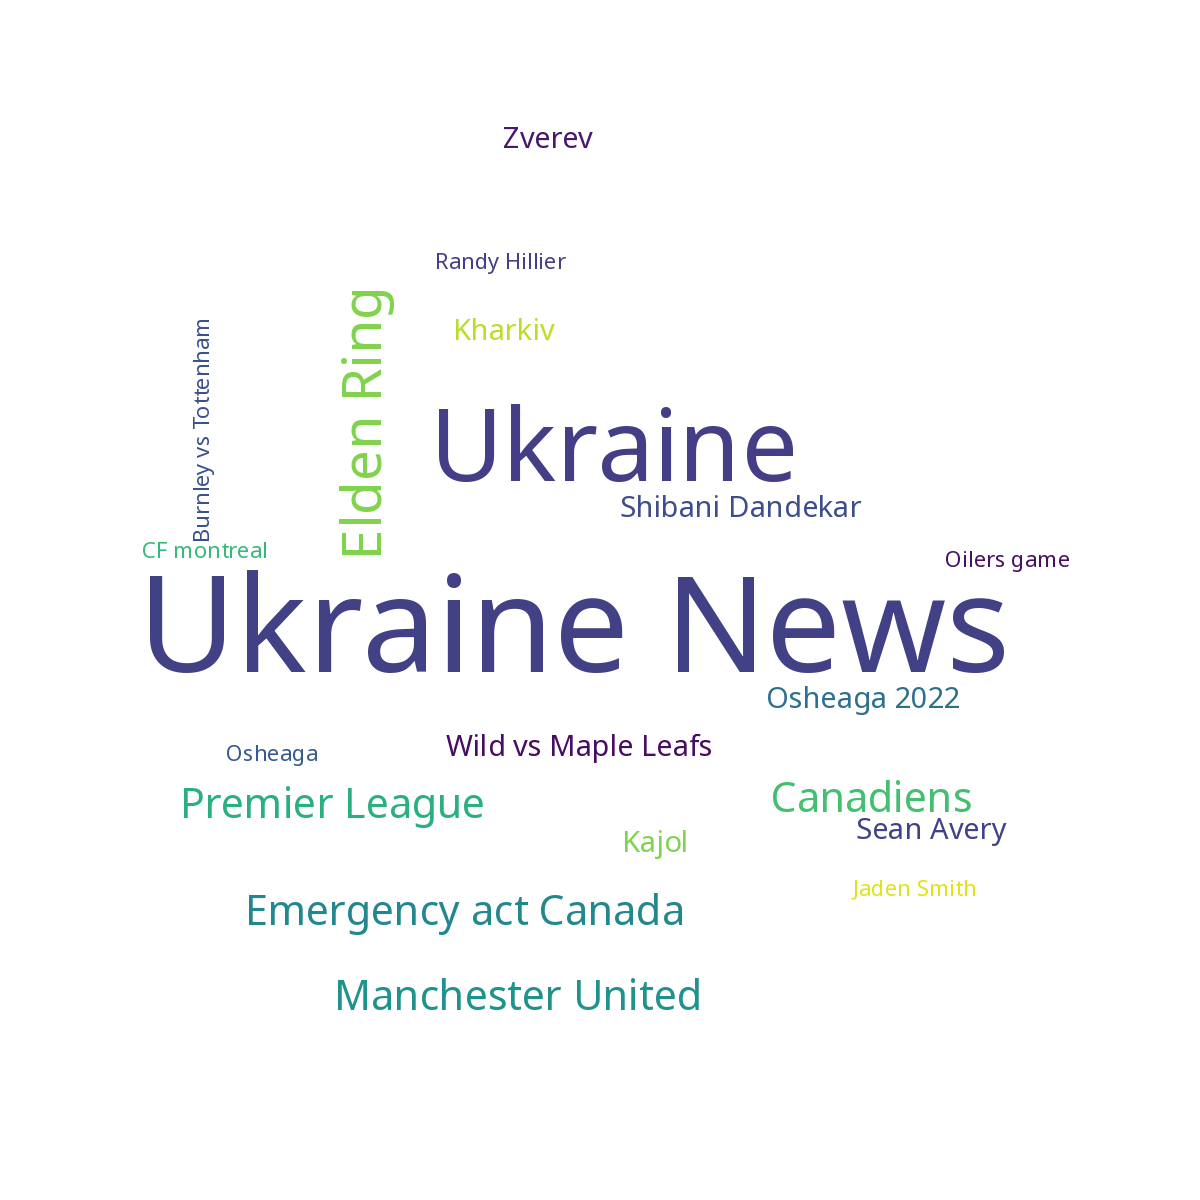 Zverev
Randy Hillier
Kharkiv
Elden Ring
Burnley vs Tottenham
Ukraine
Shibani Dandekar
CF montreal
Oilers game
Ukraine News
Osheaga 2022
Wild vs Maple Leafs
Osheaga
Premier League
Canadiens
Sean Avery
Kajol
Jaden Smith
Emergency act Canada
Manchester United